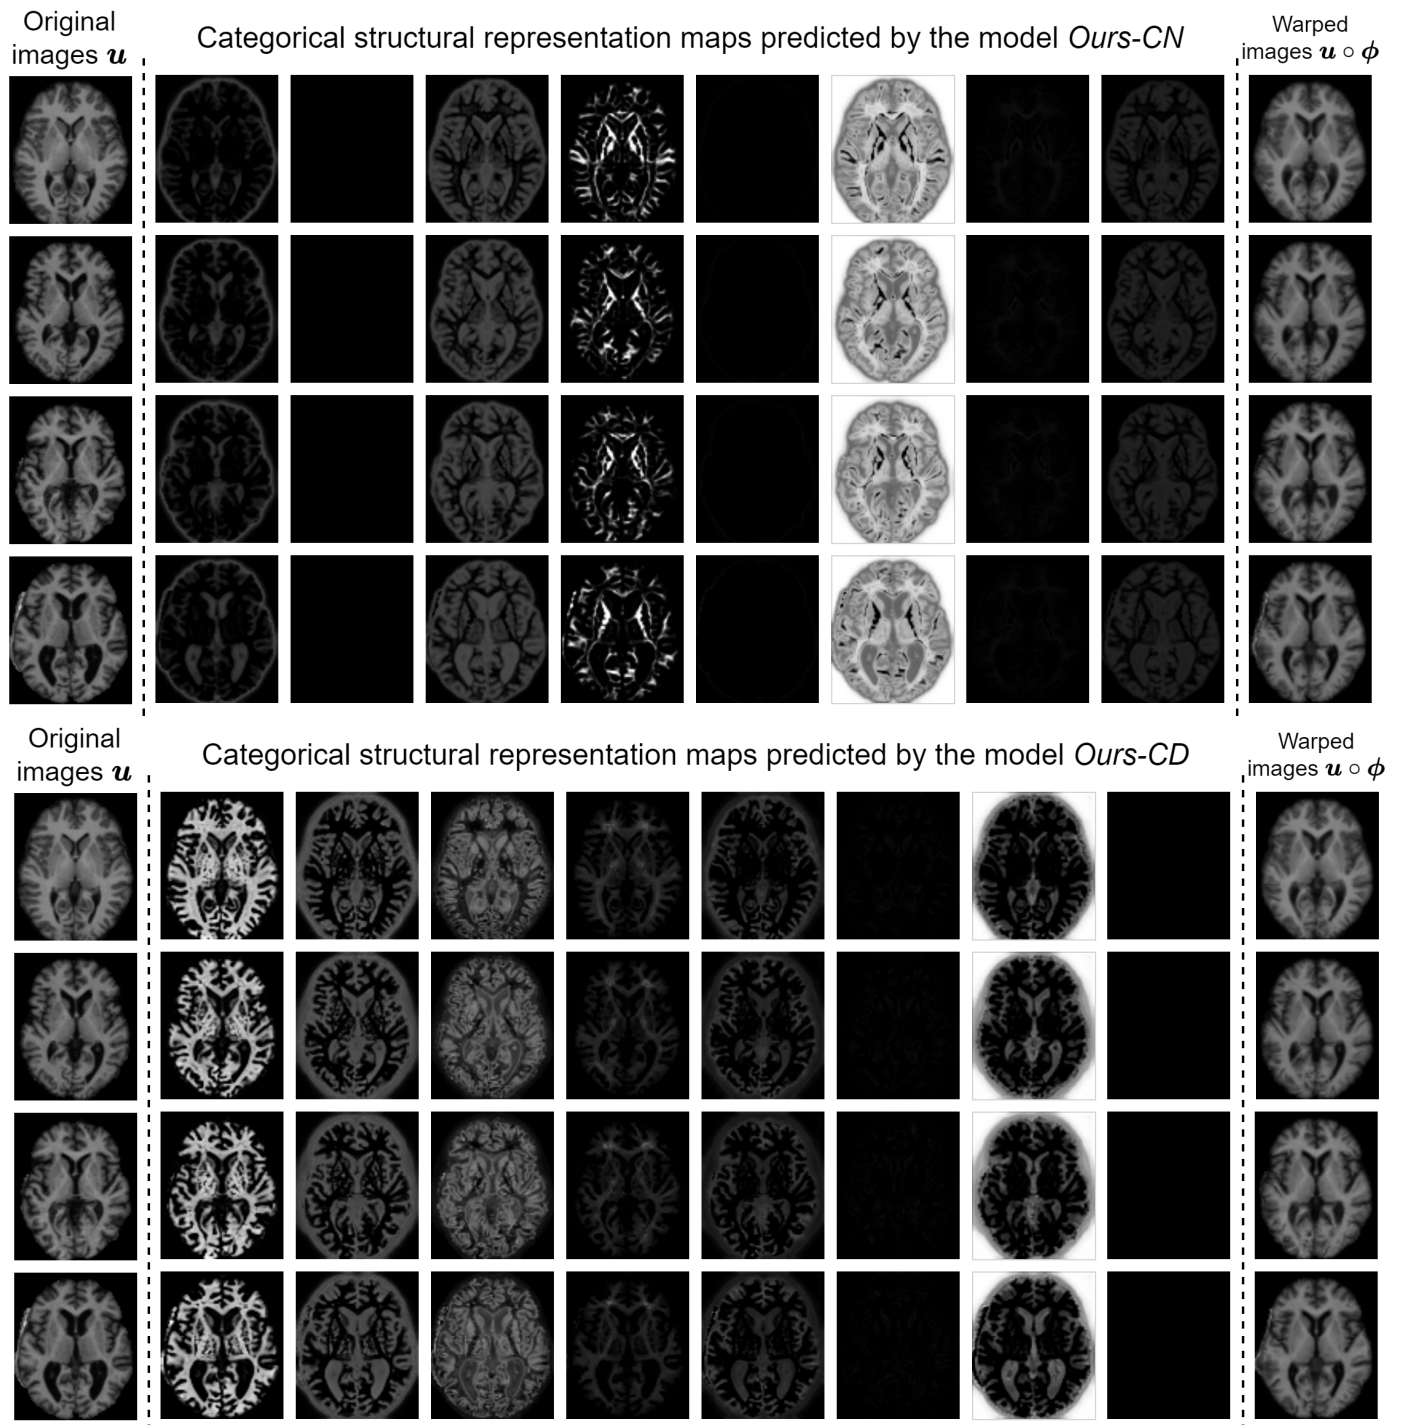 Original
images u
Categorical structural representation maps predicted by the model Ours-CN
Warped
images u ∘ ϕ
Original
images u
Categorical structural representation maps predicted by the model Ours-CD
Warped
images u ∘ ϕ